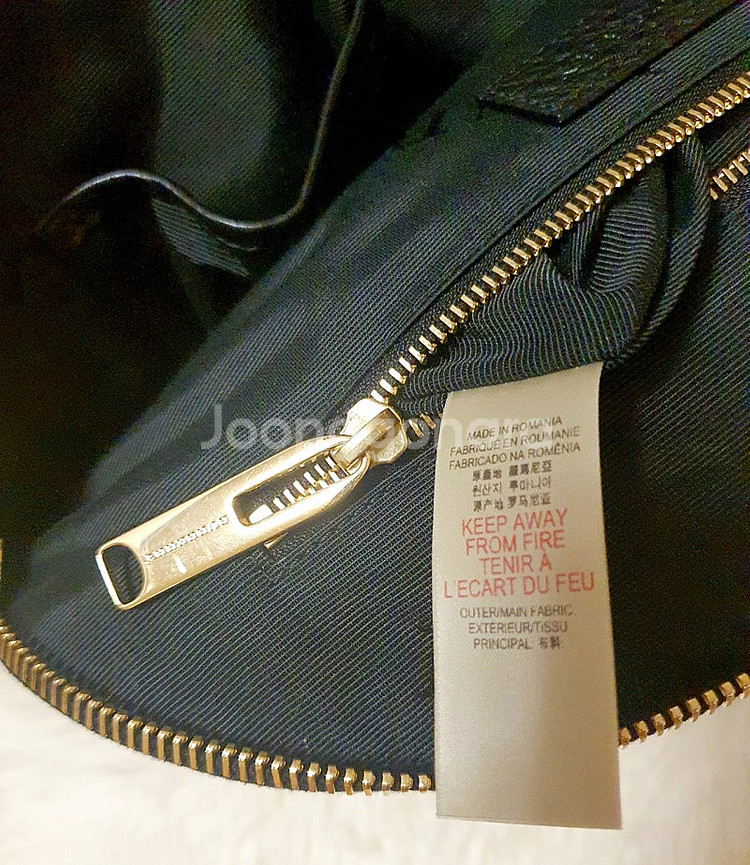 MADE IN ROMANIA
FABRIQUÉ EN ROUMANIE
FABRICADO NA ROMÊNIA
原產地 羅馬尼亞
원산지 루마니아
原产地 罗马尼亚
KEEP AWAY
FROM FIRE
TENIR À
L'ECART DU FEU
OUTER/MAIN FABRIC
EXTÉRIEUR/TISSU
PRINCIPAL: 布料